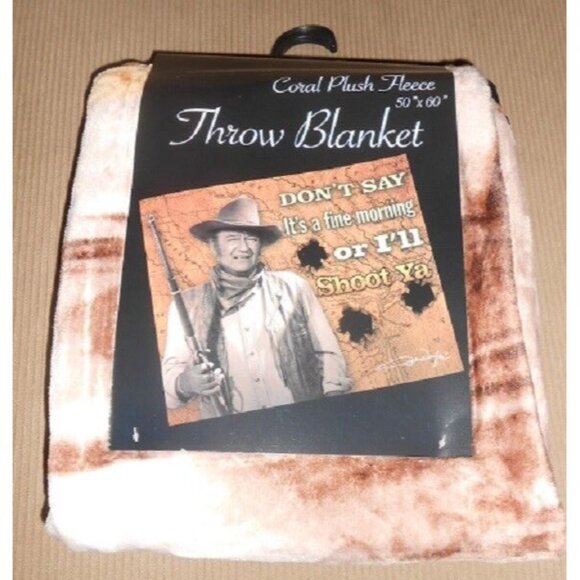 Coral Plush Fleece
50"x60"
Throw Blanket
DON'T SAY
It's a fine morning
or I'll
Shoot Ya